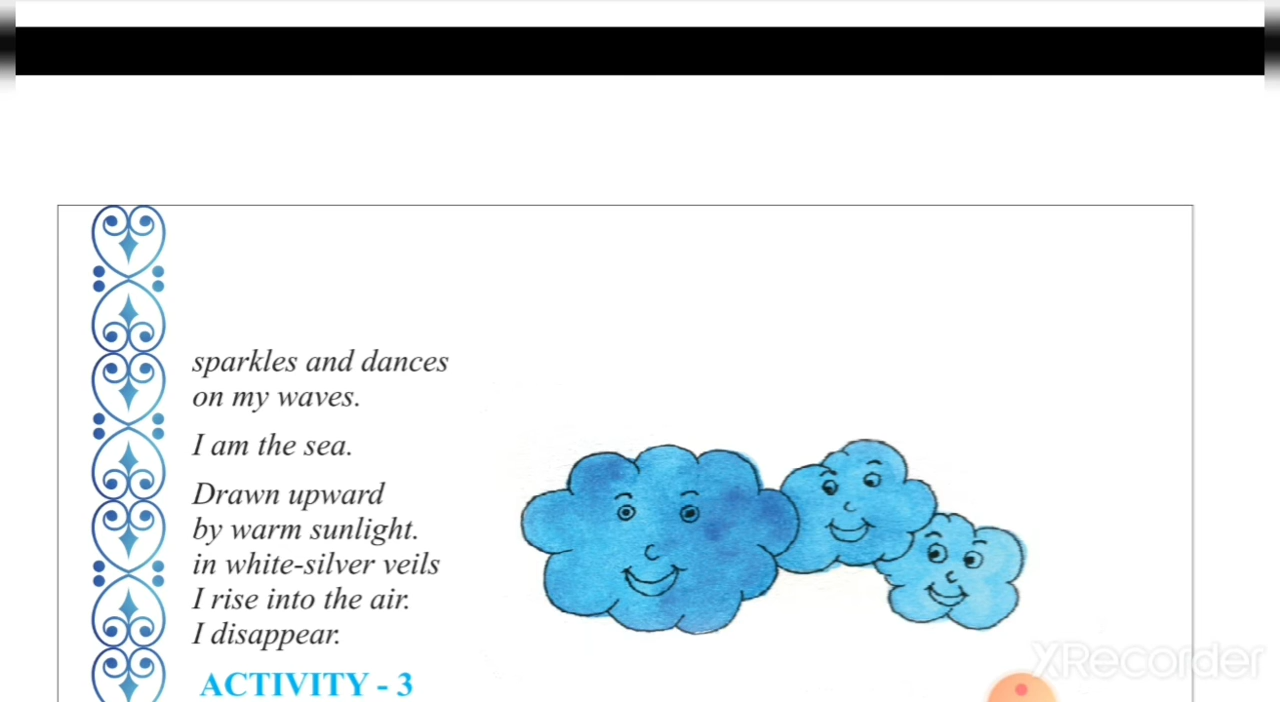 sparkles and dances
on my waves.
I am the sea.
Drawn upward
by warm sunlight.
in white-silver veils
I rise into the air.
I disappear.
ACTIVITY - 3
XRecorder